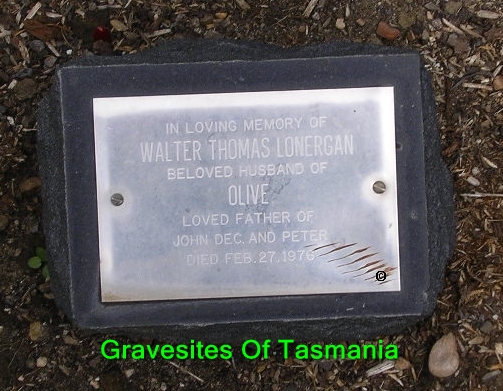 IN LOVING MEMORY OF
WALTER THOMAS LONERGAN
BELOVED HUSBAND OF
OLIVE
LOVED FATHER OF
JOHN DEC. AND PETER
DIED FEB. 27. 1976
©
Gravesites Of Tasmania